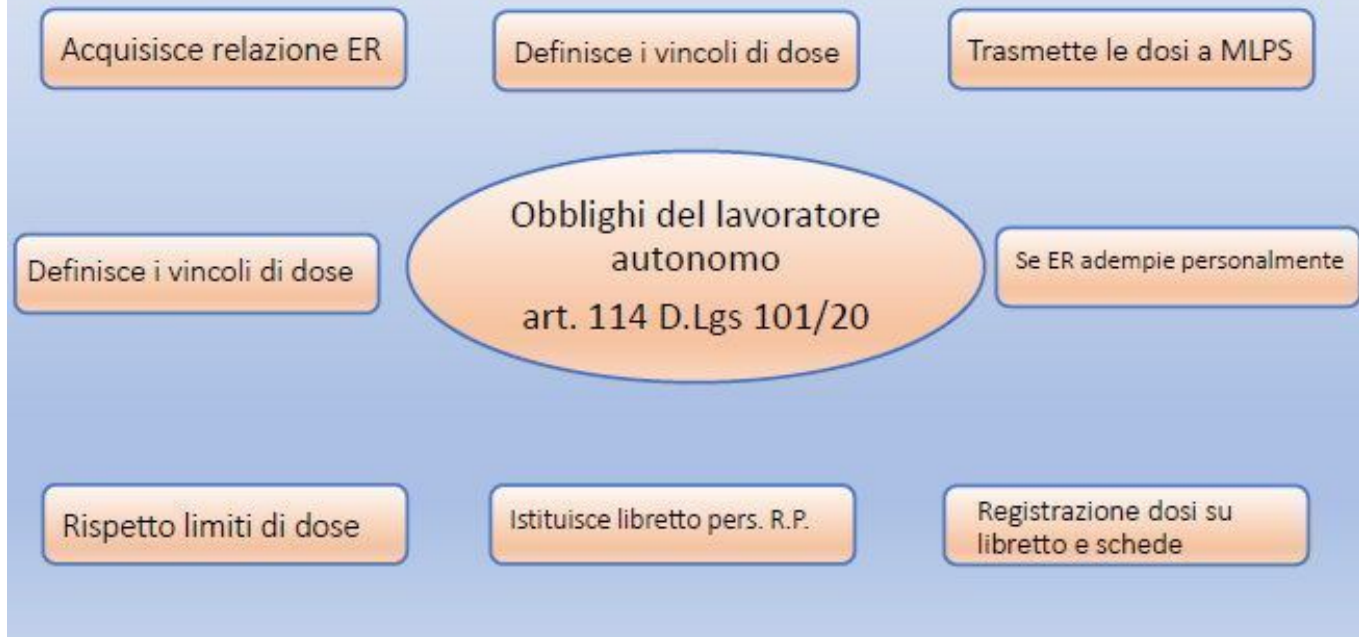 Acquisisce relazione ER
Definisce i vincoli di dose
Trasmette le dosi a MLPS
Obblighi del lavoratore
autonomo
art. 114 D.Lgs 101/20
Definisce i vincoli di dose
Se ER adempie personalmente
Rispetto limiti di dose
Istituisce libretto pers. R.P.
Registrazione dosi su
libretto e schede